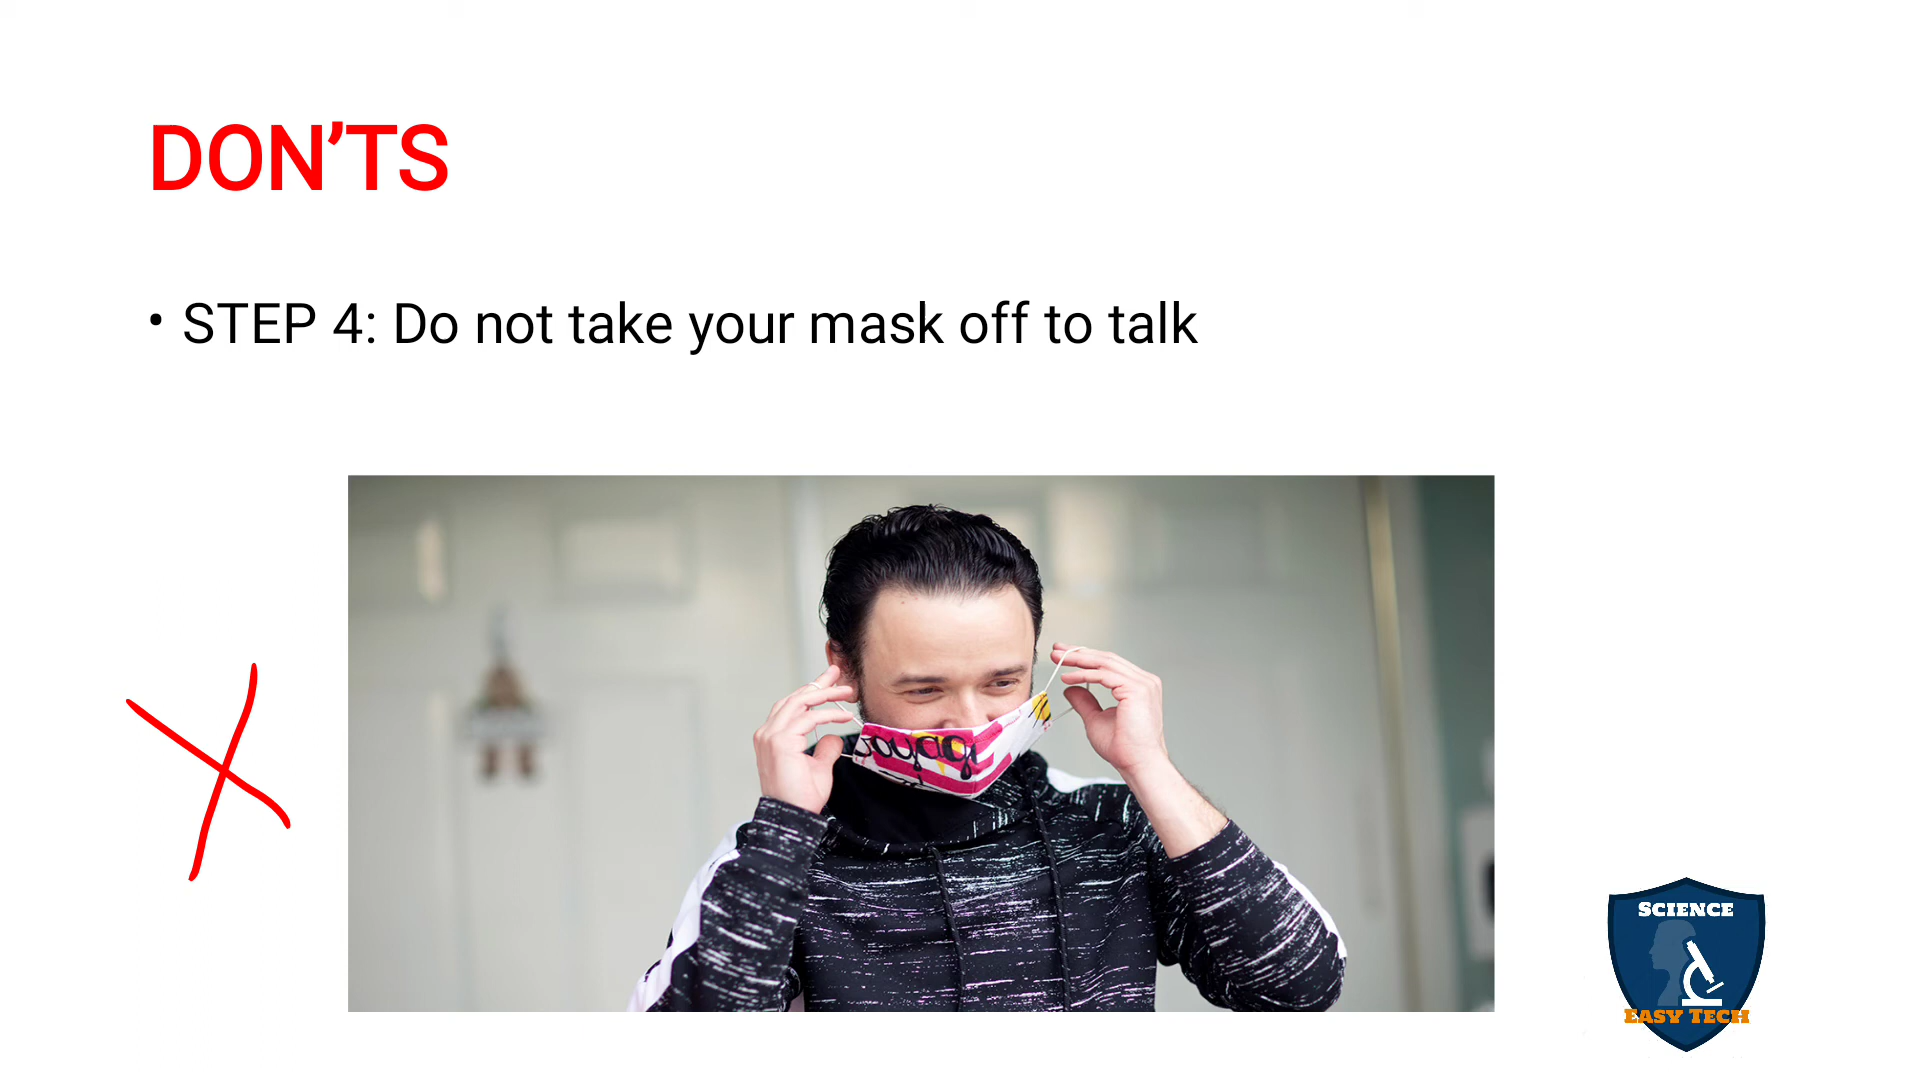 DON’TS
• STEP 4: Do not take your mask off to talk
SCIENCE
EASY TECH